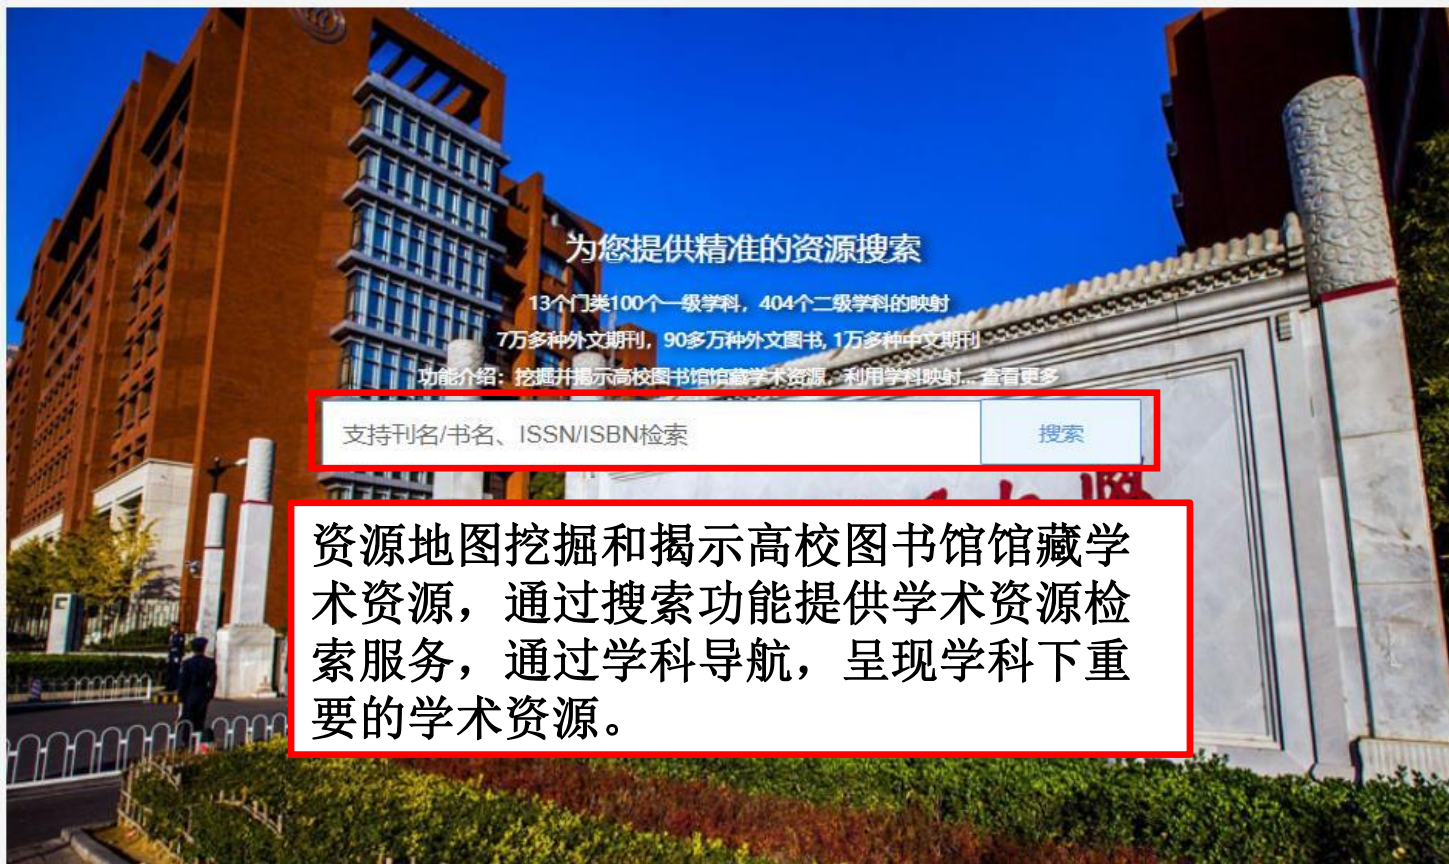 为您提供精准的资源搜索
13个门类100个一级学科，404个二级学科的映射
7万多种外文期刊，90多万种外文图书, 1万多种中文期刊
功能介绍：挖掘并揭示高校图书馆馆藏学术资源，利用学科映射... 查看更多
支持刊名/书名、ISSN/ISBN检索
搜索
资源地图挖掘和揭示高校图书馆馆藏学
术资源，通过搜索功能提供学术资源检
索服务，通过学科导航，呈现学科下重
要的学术资源。